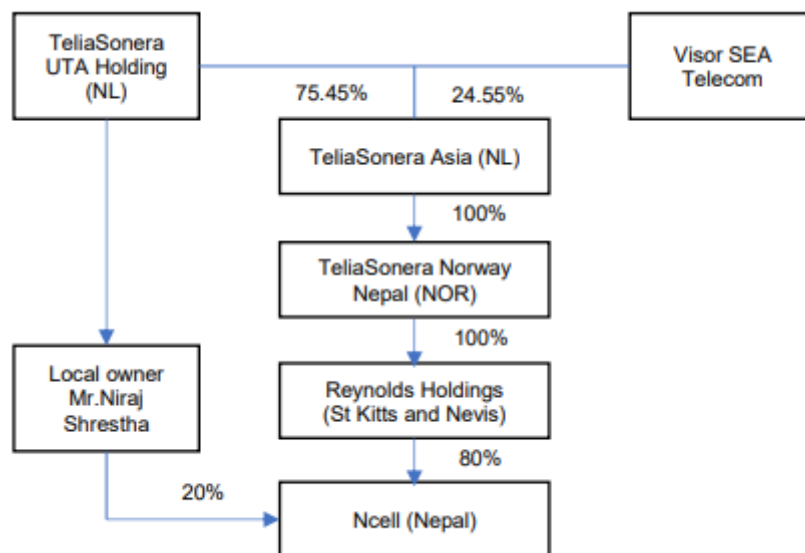 TeliaSonera
UTA Holding
(NL)
Visor SEA
Telecom
75.45%
24.55%
TeliaSonera Asia (NL)
100%
TeliaSonera Norway
Nepal (NOR)
100%
Local owner
Mr.Niraj
Shrestha
Reynolds Holdings
(St Kitts and Nevis)
80%
20%
Ncell (Nepal)